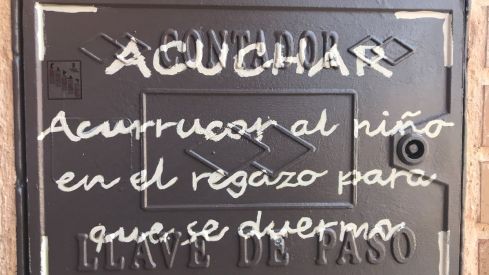 CONTADOR
ACUCHAR
Acurrucar al niño
en el regazo para
que se duerma
LLAVE DE PASO